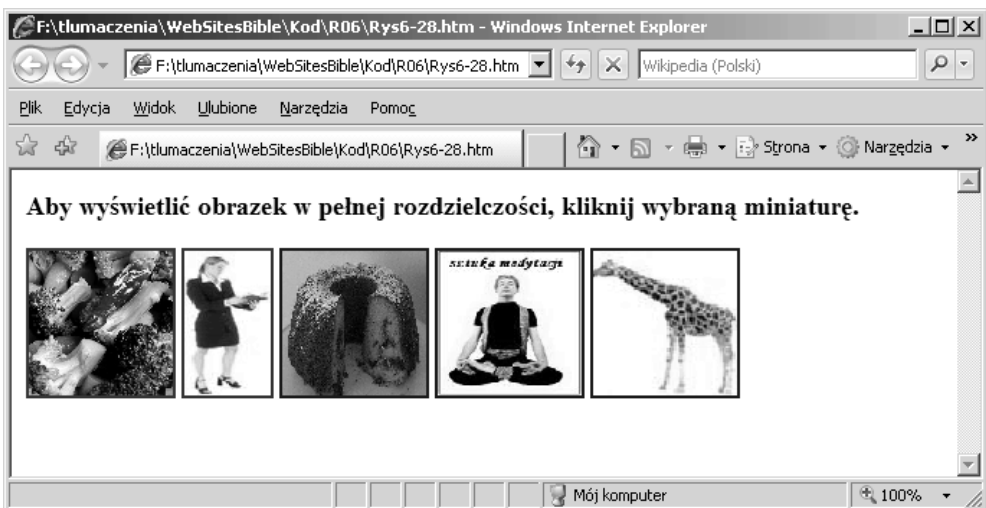 F:\tlumaczenia\WebSitesBible\Kod\R06\Rys6-28.htm - Windows Internet Explorer
F:\tlumaczenia\WebSitesBible\Kod\R06\Rys6-28.htm Wikipedia (Polski)
Plik Edycja Widok Ulubione Narzędzia Pomoc
F:\tlumaczenia\WebSitesBible\Kod\R06\Rys6-28.htm Strona Narzędzia »
Aby wyświetlić obrazek w pełnej rozdzielczości, kliknij wybraną miniaturę.
sztuka medytacji
Mój komputer 100%